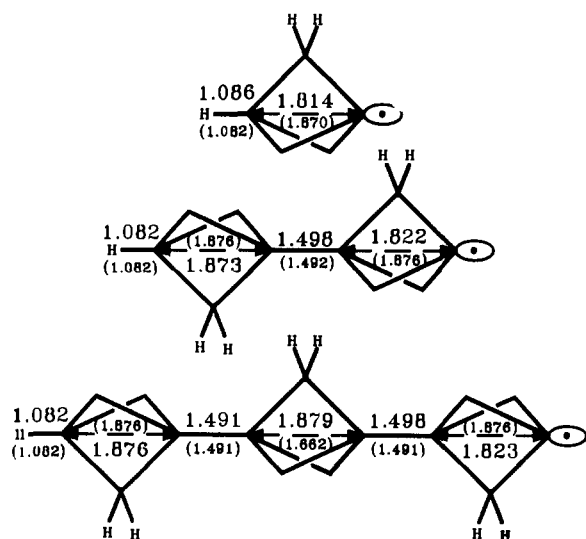 H H
1.086 1.814
H (1.870)
(1.082)
H H
1.082 (1.876) 1.498 1.822
H (1.876)
(1.082) 1.873 (1.492)
H H
H H
1.082 (1.876) 1.491 1.879 1.498 (1.876)
II (1.662)
(1.082) 1.876 (1.491) (1.491) 1.823
H H H H